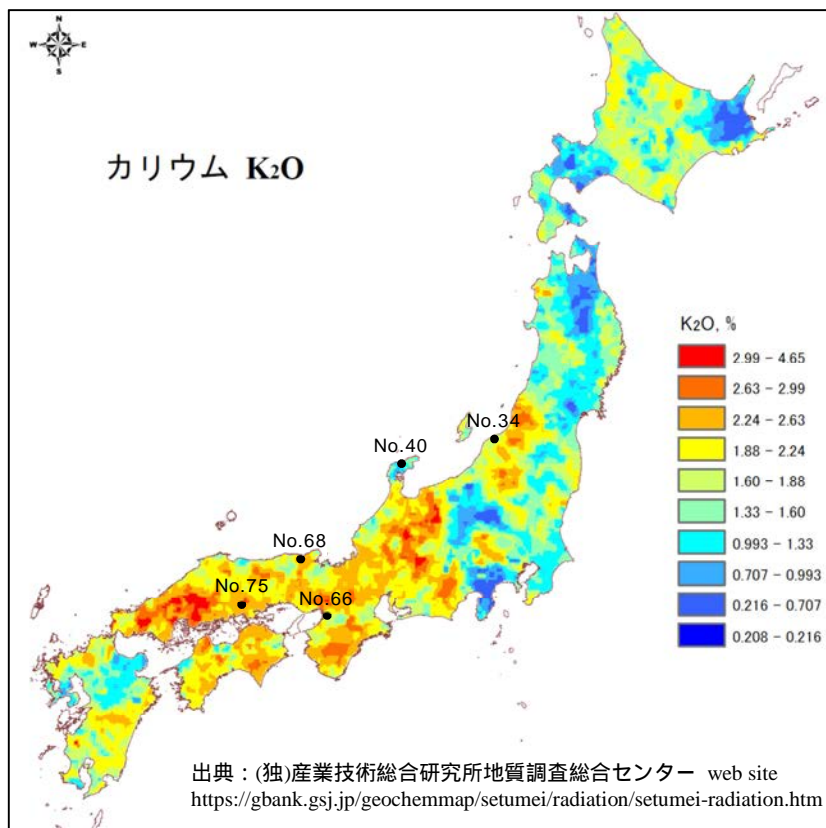 N
W E
S
カリウム K2O
No.34
No.40
No.68
No.75
No.66
K2O, %
2.99 - 4.65
2.63 - 2.99
2.24 - 2.63
1.88 - 2.24
1.60 - 1.88
1.33 - 1.60
0.993 - 1.33
0.707 - 0.993
0.216 - 0.707
0.208 - 0.216
出典：(独)産業技術総合研究所地質調査総合センター web site
https://gbank.gsj.jp/geochemmap/setumei/radiation/setumei-radiation.htm